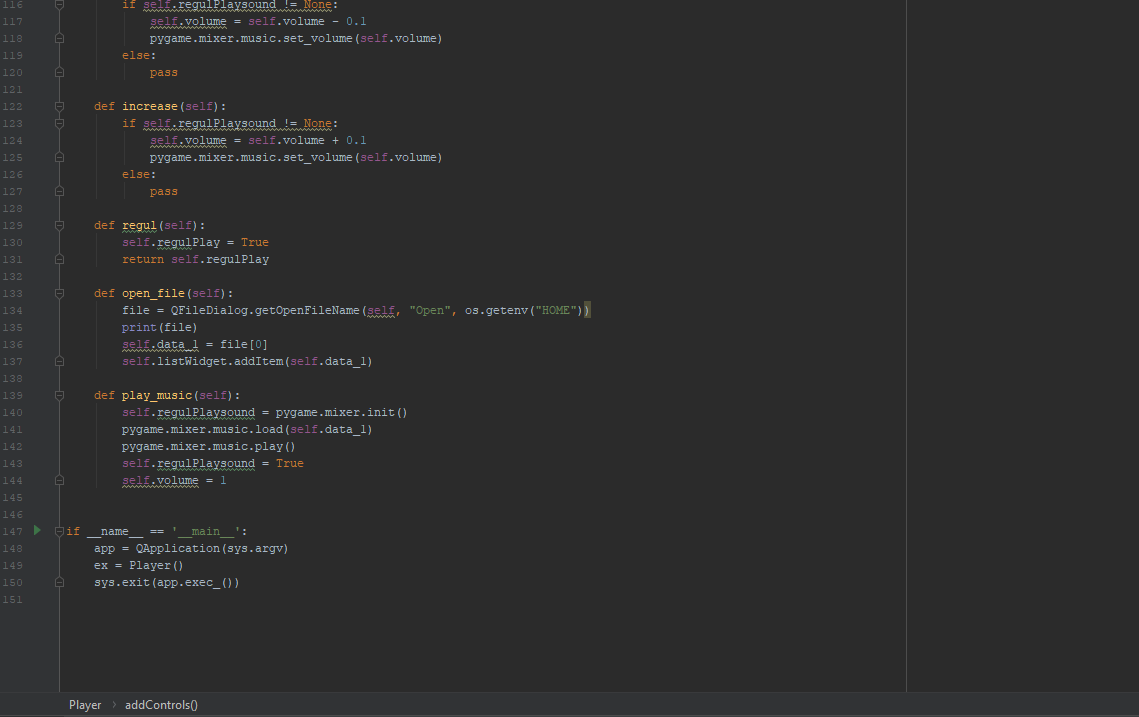 116 if self.regulPlaysound != None:
117 self.volume = self.volume - 0.1
118 pygame.mixer.music.set_volume(self.volume)
119 else:
120 pass
121
122 def increase(self):
123 if self.regulPlaysound != None:
124 self.volume = self.volume + 0.1
125 pygame.mixer.music.set_volume(self.volume)
126 else:
127 pass
128
129 def regul(self):
130 self.regulPlay = True
131 return self.regulPlay
132
133 def open_file(self):
134 file = QFileDialog.getOpenFileName(self, "Open", os.getenv("HOME"))
135 print(file)
136 self.data_1 = file[0]
137 self.listWidget.addItem(self.data_1)
138
139 def play_music(self):
140 self.regulPlaysound = pygame.mixer.init()
141 pygame.mixer.music.load(self.data_1)
142 pygame.mixer.music.play()
143 self.regulPlaysound = True
144 self.volume = 1
145
146
147 if __name__ == '__main__':
148 app = QApplication(sys.argv)
149 ex = Player()
150 sys.exit(app.exec_())
151
Player › addControls()